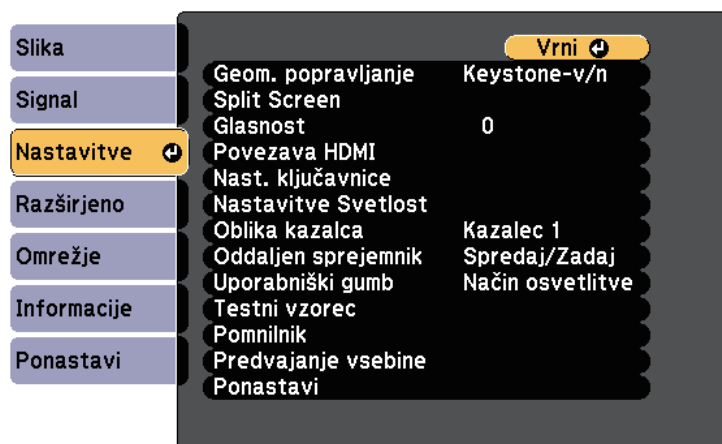 Slika
Signal
Nastavitve
Razširjeno
Omrežje
Informacije
Ponastavi
Vrni
Geom. popravljanje Keystone-v/n
Split Screen
Glasnost 0
Povezava HDMI
Nast. ključavnice
Nastavitve Svetlost
Oblika kazalca Kazalec 1
Oddaljen sprejemnik Spredaj/Zadaj
Uporabniški gumb Način osvetlitve
Testni vzorec
Pomnilnik
Predvajanje vsebine
Ponastavi